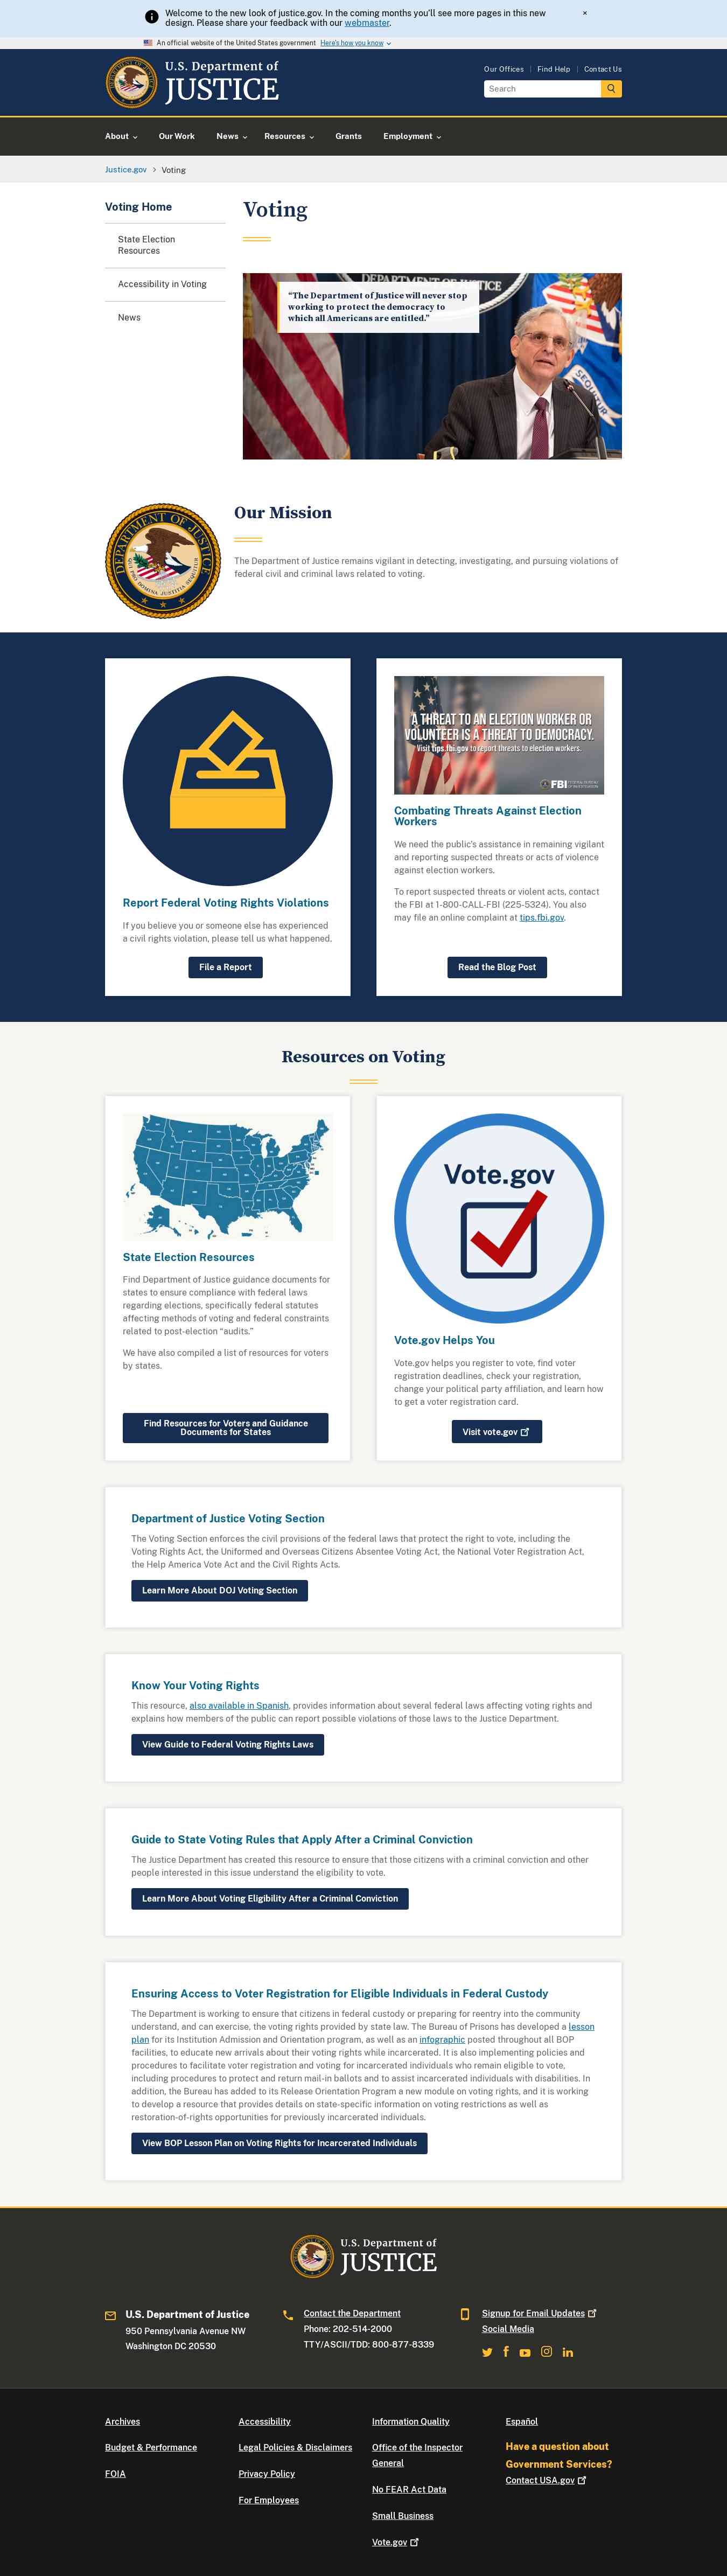 Welcome to the new look of justice.gov. In the coming months you'll see more pages in this new
design. Please share your feedback with our webmaster.
×
An official website of the United States government Here's how you know
U.S. Department of
JUSTICE
Our Offices
Find Help
Contact Us
Search
About
Our Work
News
Resources
Grants
Employment
Justice.gov
Voting
Voting Home
State Election
Resources
Accessibility in Voting
News
Voting
“The Department of Justice will never stop
working to protect the democracy to
which all Americans are entitled.”
Our Mission
The Department of Justice remains vigilant in detecting, investigating, and pursuing violations of
federal civil and criminal laws related to voting.
Report Federal Voting Rights Violations
If you believe you or someone else has experienced
a civil rights violation, please tell us what happened.
File a Report
A THREAT TO AN ELECTION WORKER OR
VOLUNTEER IS A THREAT TO DEMOCRACY.
Visit tips.fbi.gov to report threats to election workers.
FBI
Combating Threats Against Election
Workers
We need the public's assistance in remaining vigilant
and reporting suspected threats or acts of violence
against election workers.
To report suspected threats or violent acts, contact
the FBI at 1-800-CALL-FBI (225-5324). You also
may file an online complaint at tips.fbi.gov.
Read the Blog Post
Resources on Voting
State Election Resources
Find Department of Justice guidance documents for
states to ensure compliance with federal laws
regarding elections, specifically federal statutes
affecting methods of voting and federal constraints
related to post-election “audits.”
We have also compiled a list of resources for voters
by states.
Find Resources for Voters and Guidance
Documents for States
Vote.gov
Vote.gov Helps You
Vote.gov helps you register to vote, find voter
registration deadlines, check your registration,
change your political party affiliation, and learn how
to get a voter registration card.
Visit vote.gov
Department of Justice Voting Section
The Voting Section enforces the civil provisions of the federal laws that protect the right to vote, including the
Voting Rights Act, the Uniformed and Overseas Citizens Absentee Voting Act, the National Voter Registration Act,
the Help America Vote Act and the Civil Rights Acts.
Learn More About DOJ Voting Section
Know Your Voting Rights
This resource, also available in Spanish, provides information about several federal laws affecting voting rights and
explains how members of the public can report possible violations of those laws to the Justice Department.
View Guide to Federal Voting Rights Laws
Guide to State Voting Rules that Apply After a Criminal Conviction
The Justice Department has created this resource to ensure that those citizens with a criminal conviction and other
people interested in this issue understand the eligibility to vote.
Learn More About Voting Eligibility After a Criminal Conviction
Ensuring Access to Voter Registration for Eligible Individuals in Federal Custody
The Department is working to ensure that citizens in federal custody or preparing for reentry into the community
understand, and can exercise, the voting rights provided by state law. The Bureau of Prisons has developed a lesson
plan for its Institution Admission and Orientation program, as well as an infographic posted throughout all BOP
facilities, to educate new arrivals about their voting rights while incarcerated. It is also implementing policies and
procedures to facilitate voter registration and voting for incarcerated individuals who remain eligible to vote,
including procedures to protect and return mail-in ballots and to assist incarcerated individuals with disabilities. In
addition, the Bureau has added to its Release Orientation Program a new module on voting rights, and it is working
to develop a resource that provides details on state-specific information on voting restrictions as well as
restoration-of-rights opportunities for previously incarcerated individuals.
View BOP Lesson Plan on Voting Rights for Incarcerated Individuals
U.S. Department of
JUSTICE
U.S. Department of Justice
950 Pennsylvania Avenue NW
Washington DC 20530
Contact the Department
Phone: 202-514-2000
TTY/ASCII/TDD: 800-877-8339
Signup for Email Updates
Social Media
Archives
Budget & Performance
FOIA
Accessibility
Legal Policies & Disclaimers
Privacy Policy
For Employees
Information Quality
Office of the Inspector
General
No FEAR Act Data
Small Business
Vote.gov
Español
Have a question about
Government Services?
Contact USA.gov